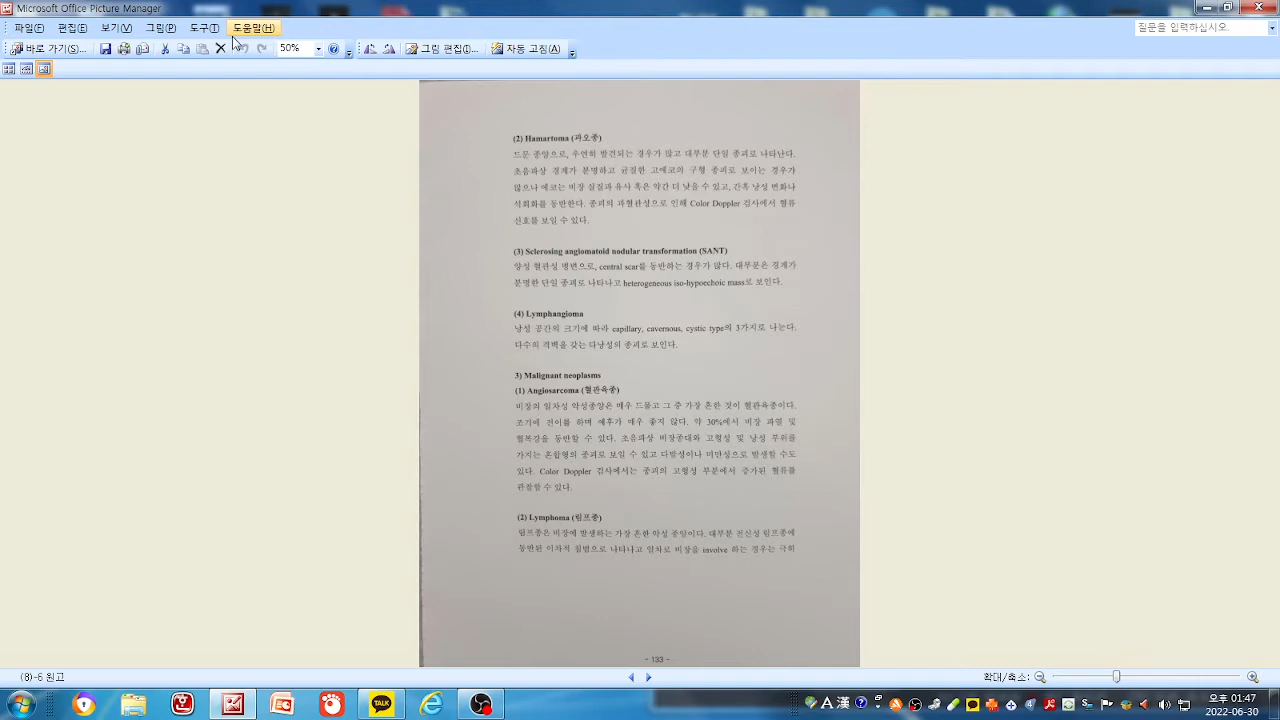 Microsoft Office Picture Manager
파일(F) 편집(E) 보기(V) 그림(P) 도구(T) 도움말(H)
질문을 입력하십시오.
바로 가기(O)... 50% 그림 편집(E)... 자동 고침(A)
(2) Hamartoma (과오종)
드문 종양으로, 우연히 발견되는 경우가 많고 대부분 단일 종괴로 나타난다.
초음파상 경계가 분명하고 균질한 고에코의 구형 종괴로 보이는 경우가
많으나 에코는 비장 실질과 유사 혹은 약간 더 낮을 수 있고, 간혹 낭성 변화나
석회화를 동반한다. 종괴의 과혈관성으로 인해 Color Doppler 검사에서 혈류
신호를 보일 수 있다.
(3) Sclerosing angiomatoid nodular transformation (SANT)
양성 혈관성 병변으로, central scar를 동반하는 경우가 많다. 대부분은 경계가
분명한 단일 종괴로 나타나고 heterogeneous iso-hypoechoic mass로 보인다.
(4) Lymphangioma
낭성 공간의 크기에 따라 capillary, cavernous, cystic type의 3가지로 나눈다.
다수의 격벽을 갖는 다낭성의 종괴로 보인다.
3) Malignant neoplasms
(1) Angiosarcoma (혈관육종)
비장의 일차성 악성종양은 매우 드물고 그 중 가장 흔한 것이 혈관육종이다.
조기에 전이를 하며 예후가 매우 좋지 않다. 약 30%에서 비장 파열 및
혈복강을 동반할 수 있다. 초음파상 비장종대와 고형성 및 낭성 부위를
가지는 혼합형의 종괴로 보일 수 있고 다발성이나 미만성으로 발생할 수도
있다. Color Doppler 검사에서는 종괴의 고형성 부분에서 증가된 혈류를
관찰할 수 있다.
(2) Lymphoma (림프종)
림프종은 비장에 발생하는 가장 흔한 악성 종양이다. 대부분 전신성 림프종에
동반된 이차적 침범으로 나타나고 일차로 비장을 involve 하는 경우는 극히
- 133 -
(8)-6 원고
확대/축소:
TALK
A 漢
오전 01:47
2022-06-30